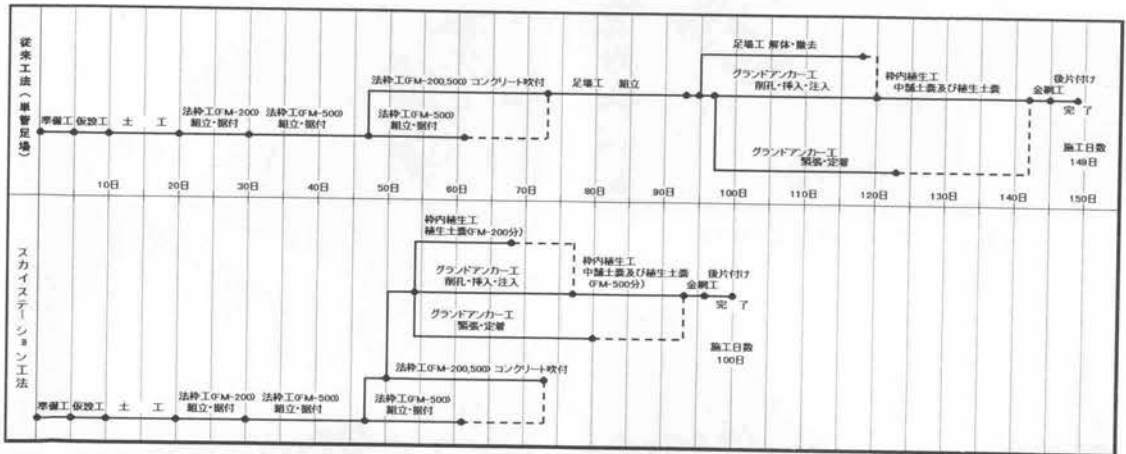 従来工法(単管足場)
足場工 解体・撤去
法枠工(FM-200,500) コンクリート吹付
足場工 組立
グランドアンカー工
削孔・挿入・注入
枠内植生工
中詰土嚢及び植生土嚢
金網工
後片付け
完了
準備工
仮設工
土工
法枠工(FM-200)
組立・据付
法枠工(FM-500)
組立・据付
法枠工(FM-500)
組立・据付
グランドアンカー工
緊張・定着
施工日数
149日
10日 20日 30日 40日 50日 60日 70日 80日 90日 100日 110日 120日 130日 140日 150日
スカイステーション工法
枠内植生工
植生土嚢(FM-200分)
グランドアンカー工
削孔・挿入・注入
枠内植生工
中詰土嚢及び植生土嚢
(FM-500分)
金網工
後片付け
完了
グランドアンカー工
緊張・定着
施工日数
100日
法枠工(FM-200,500) コンクリート吹付
準備工
仮設工
土工
法枠工(FM-200)
組立・据付
法枠工(FM-500)
組立・据付
法枠工(FM-500)
組立・据付